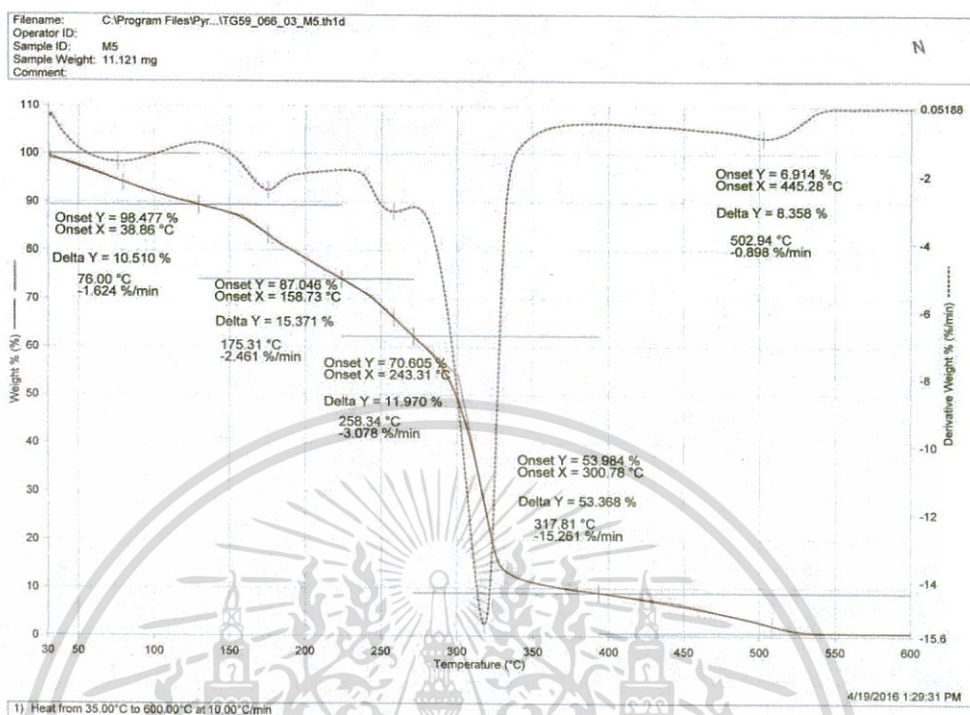 Filename: C:\Program Files\Pyr...\TG59_066_03_M5.th1d
Operator ID:
Sample ID: M5
Sample Weight: 11.121 mg
Comment:
N
110
100
90
80
70
60
50
40
30
20
10
0
Weight % (%)
Onset Y = 98.477 %
Onset X = 38.86 °C
Delta Y = 10.510 %
76.00 °C
-1.624 %/min
Onset Y = 87.046 %
Onset X = 158.73 °C
Delta Y = 15.371 %
175.31 °C
-2.461 %/min
Onset Y = 70.605 %
Onset X = 243.31 °C
Delta Y = 11.970 %
258.34 °C
-3.078 %/min
Onset Y = 53.984 %
Onset X = 300.78 °C
Delta Y = 53.368 %
317.81 °C
-15.261 %/min
Onset Y = 6.914 %
Onset X = 445.28 °C
Delta Y = 8.358 %
502.94 °C
-0.898 %/min
0.05188
-2
-4
-6
-8
-10
-12
-14
-15.6
Derivative Weight % (%/min)
30 50 100 150 200 250 300 350 400 450 500 550 600
Temperature (°C)
4/19/2016 1:29:31 PM
1) Heat from 35.00°C to 600.00°C at 10.00°C/min